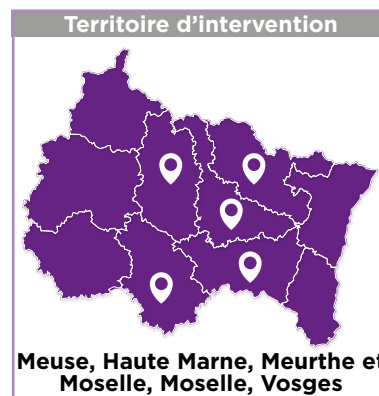 Territoire d'intervention
Meuse, Haute Marne, Meurthe et
Moselle, Moselle, Vosges